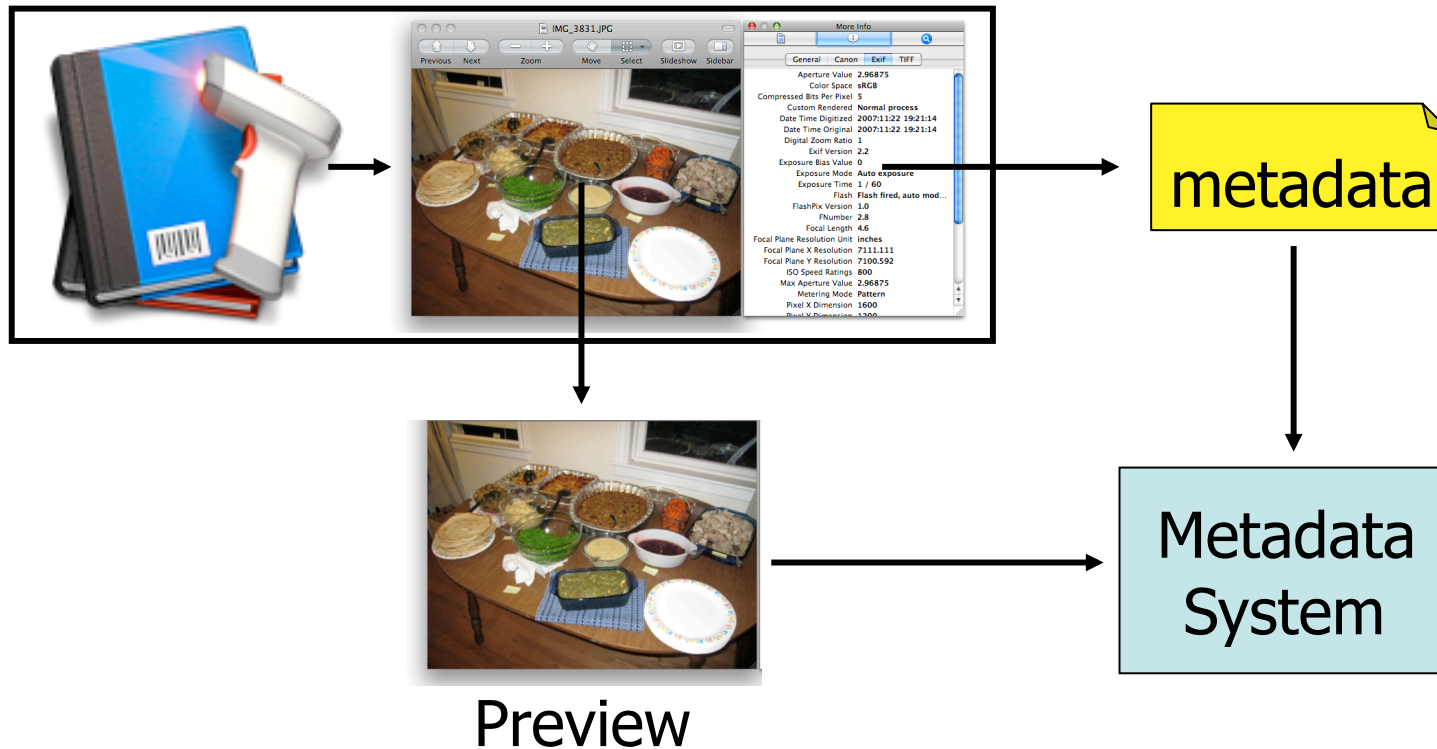 IMG_3831.JPG
Previous Next Zoom Move Select Slideshow Sidebar
More Info
General Canon Exif TIFF
Aperture Value 2.96875
Color Space sRGB
Compressed Bits Per Pixel 5
Custom Rendered Normal process
Date Time Digitized 2007:11:22 19:21:14
Date Time Original 2007:11:22 19:21:14
Digital Zoom Ratio 1
Exif Version 2.2
Exposure Bias Value 0
Exposure Mode Auto exposure
Exposure Time 1 / 60
Flash Flash fired, auto mod...
FlashPix Version 1.0
FNumber 2.8
Focal Length 4.6
Focal Plane Resolution Unit inches
Focal Plane X Resolution 7111.111
Focal Plane Y Resolution 7100.592
ISO Speed Ratings 800
Max Aperture Value 2.96875
Metering Mode Pattern
Pixel X Dimension 1600
Pixel Y Dimension 1200
metadata
Metadata
System
Preview